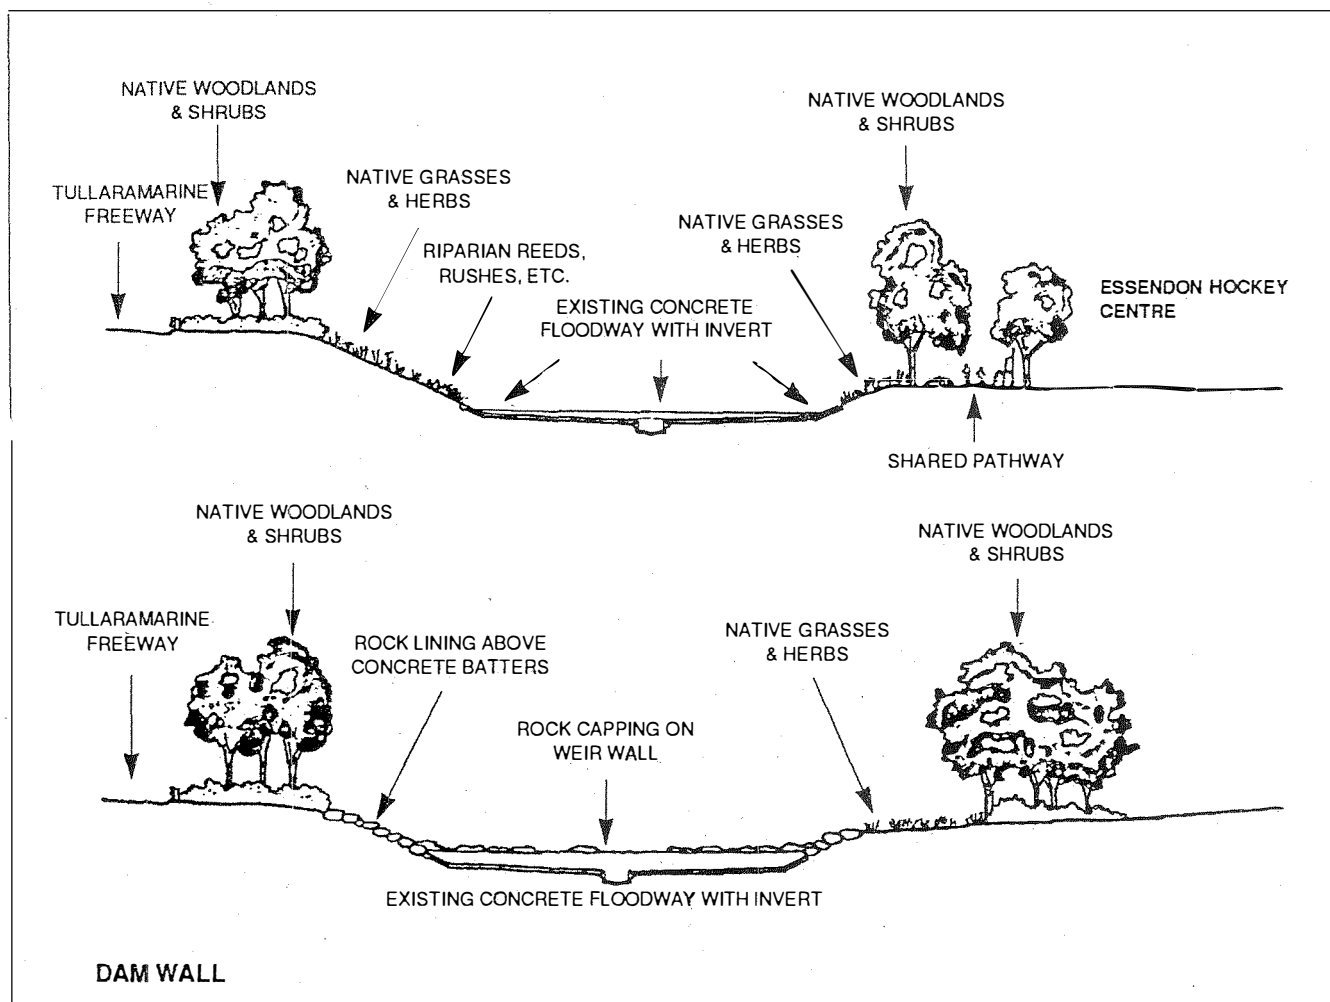 NATIVE WOODLANDS
& SHRUBS
NATIVE WOODLANDS
& SHRUBS
TULLARAMARINE
FREEWAY
NATIVE GRASSES
& HERBS
NATIVE GRASSES
& HERBS
RIPARIAN REEDS,
RUSHES, ETC.
EXISTING CONCRETE
FLOODWAY WITH INVERT
ESSENDON HOCKEY
CENTRE
SHARED PATHWAY
NATIVE WOODLANDS
& SHRUBS
NATIVE WOODLANDS
& SHRUBS
TULLARAMARINE
FREEWAY
ROCK LINING ABOVE
CONCRETE BATTERS
NATIVE GRASSES
& HERBS
ROCK CAPPING ON
WEIR WALL
EXISTING CONCRETE FLOODWAY WITH INVERT
DAM WALL